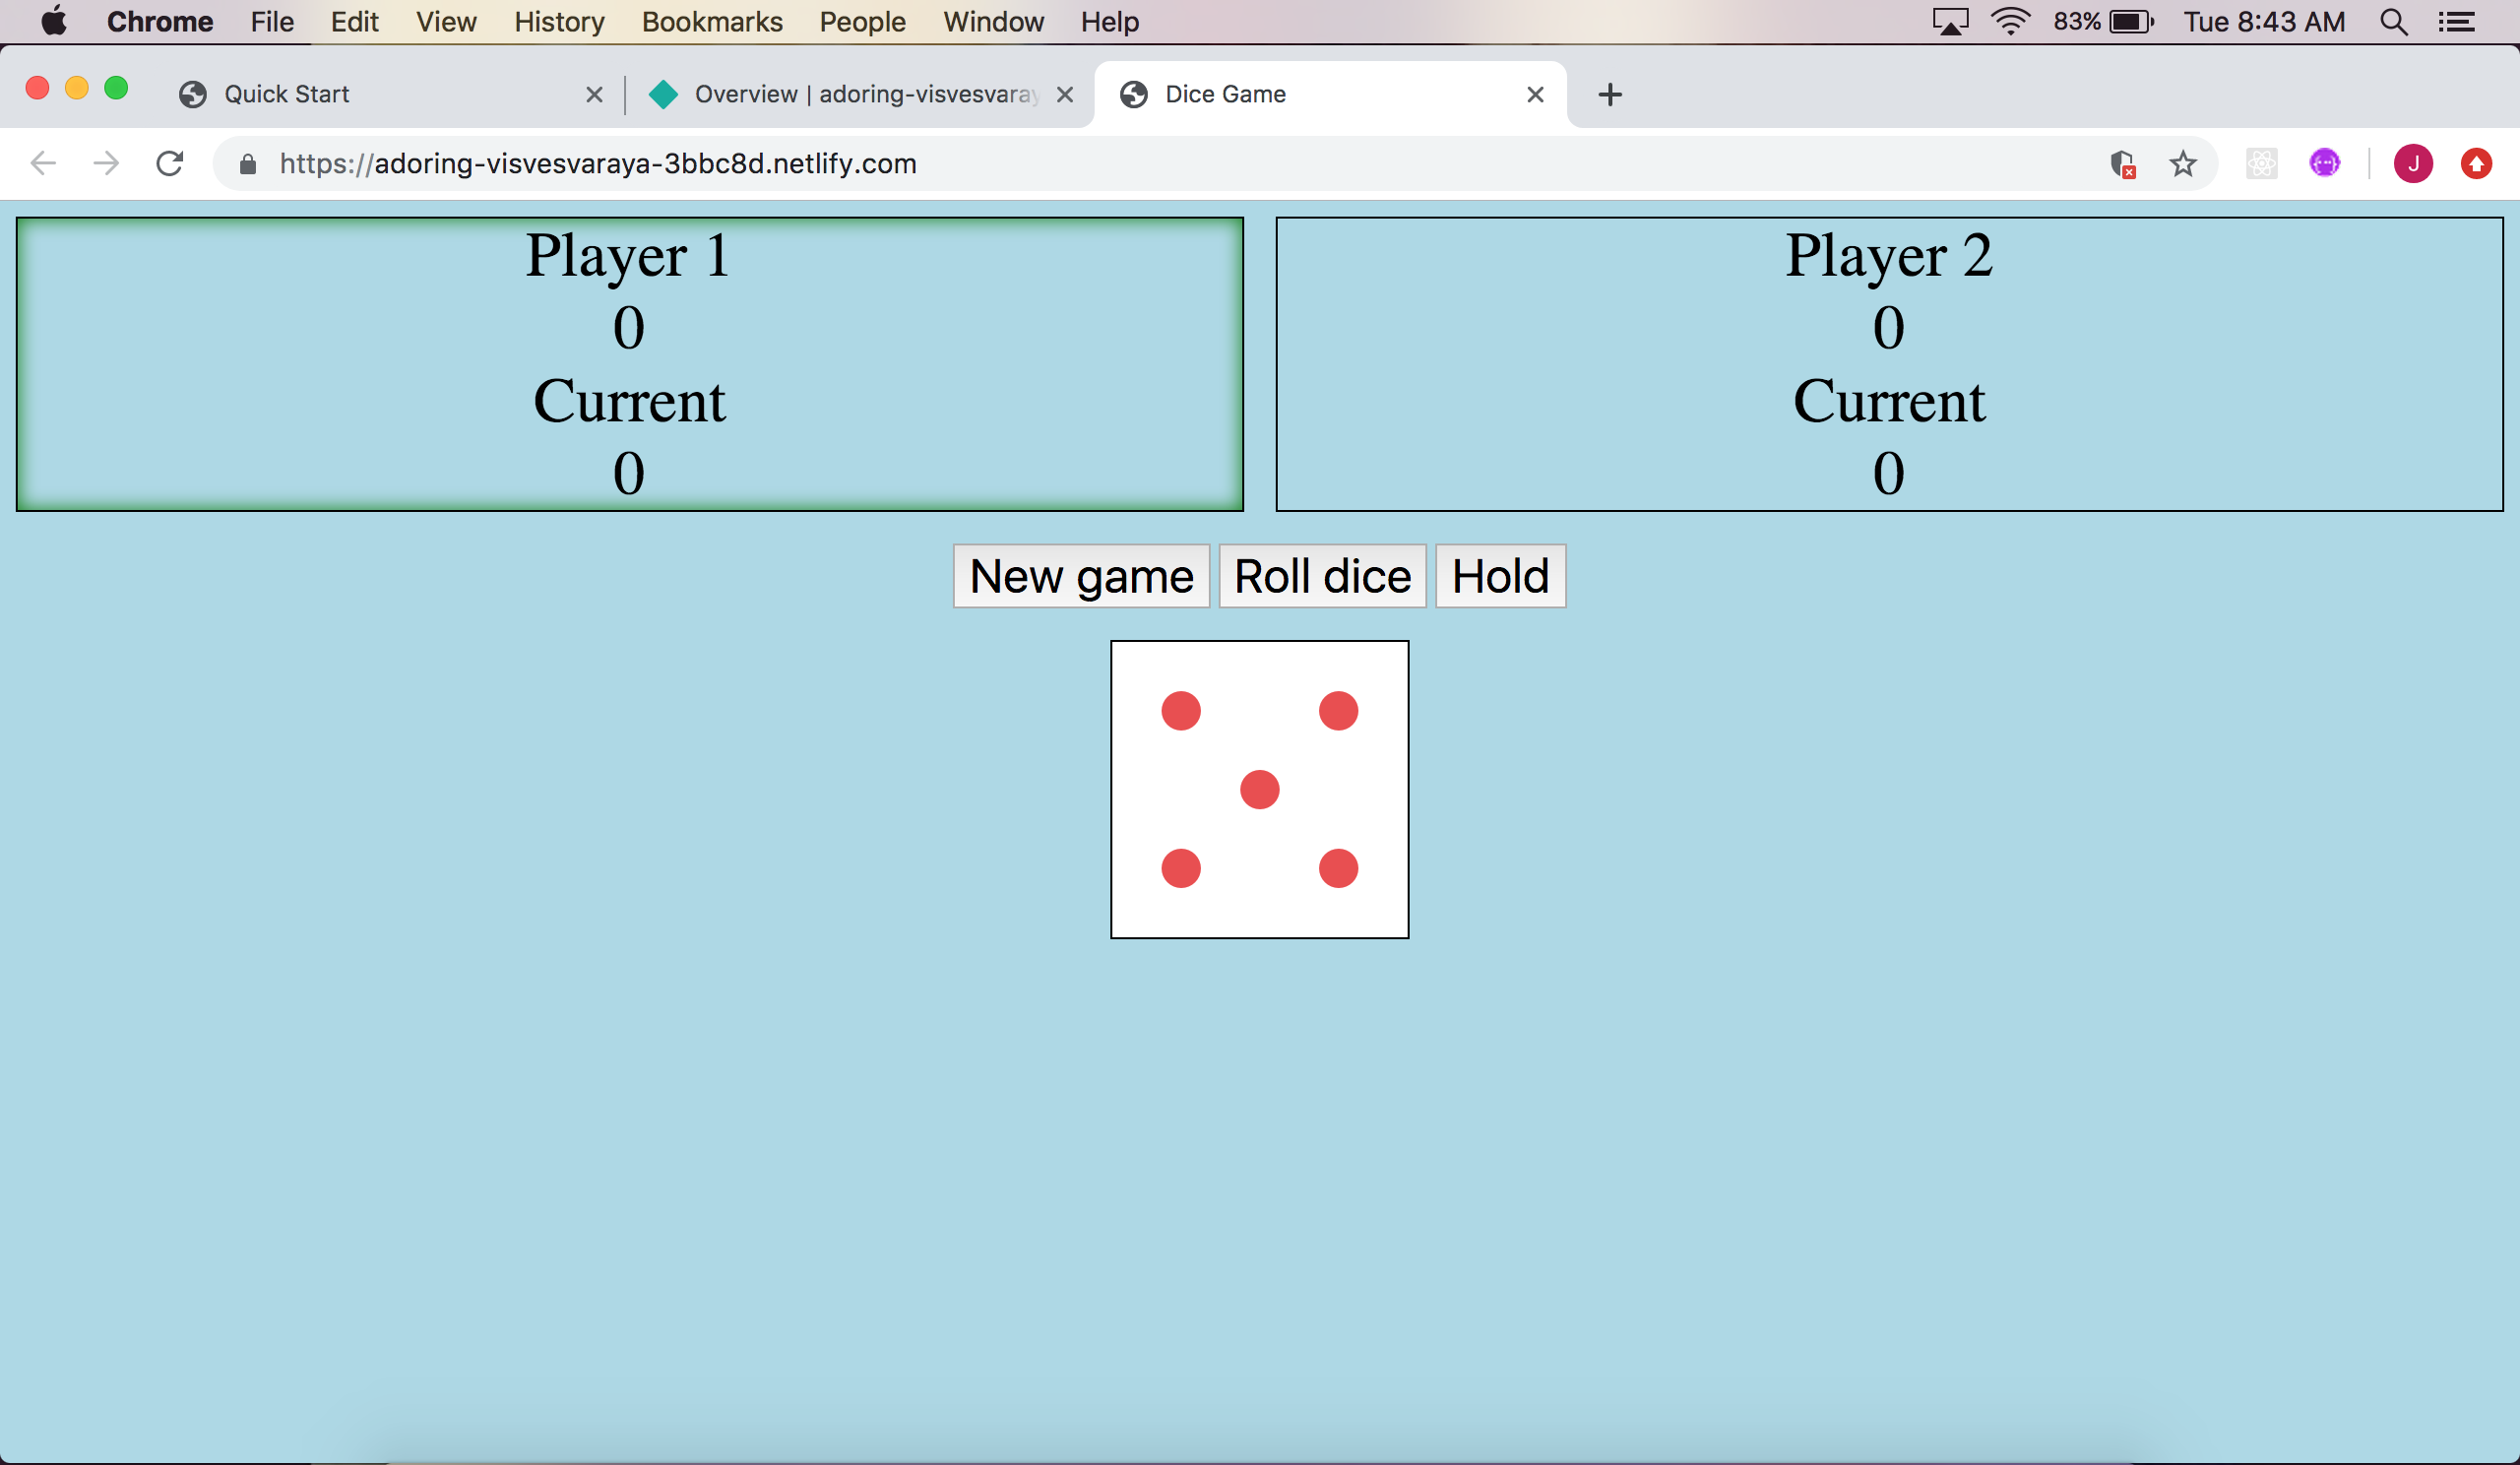 Chrome File Edit View History Bookmarks People Window Help 83% Tue 8:43 AM
Quick Start Overview | adoring-visvesvaray Dice Game
https://adoring-visvesvaraya-3bbc8d.netlify.com J
Player 1 Player 2
0 0
Current Current
0 0
New game Roll dice Hold